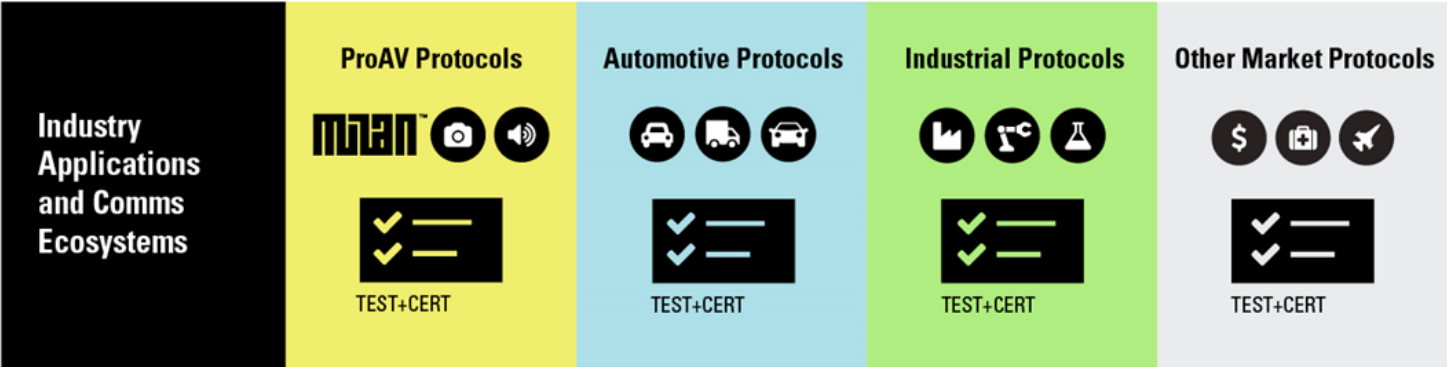 Industry
Applications
and Comms
Ecosystems
ProAV Protocols
MILAN™
TEST+CERT
Automotive Protocols
TEST+CERT
Industrial Protocols
TEST+CERT
Other Market Protocols
$
TEST+CERT